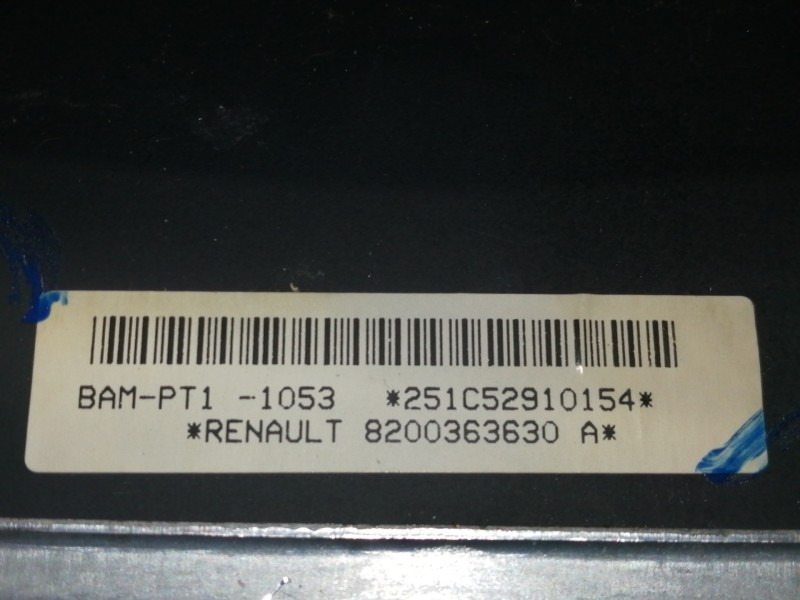 BAM-PT1 -1053 *251C52910154*
*RENAULT 8200363630 A*